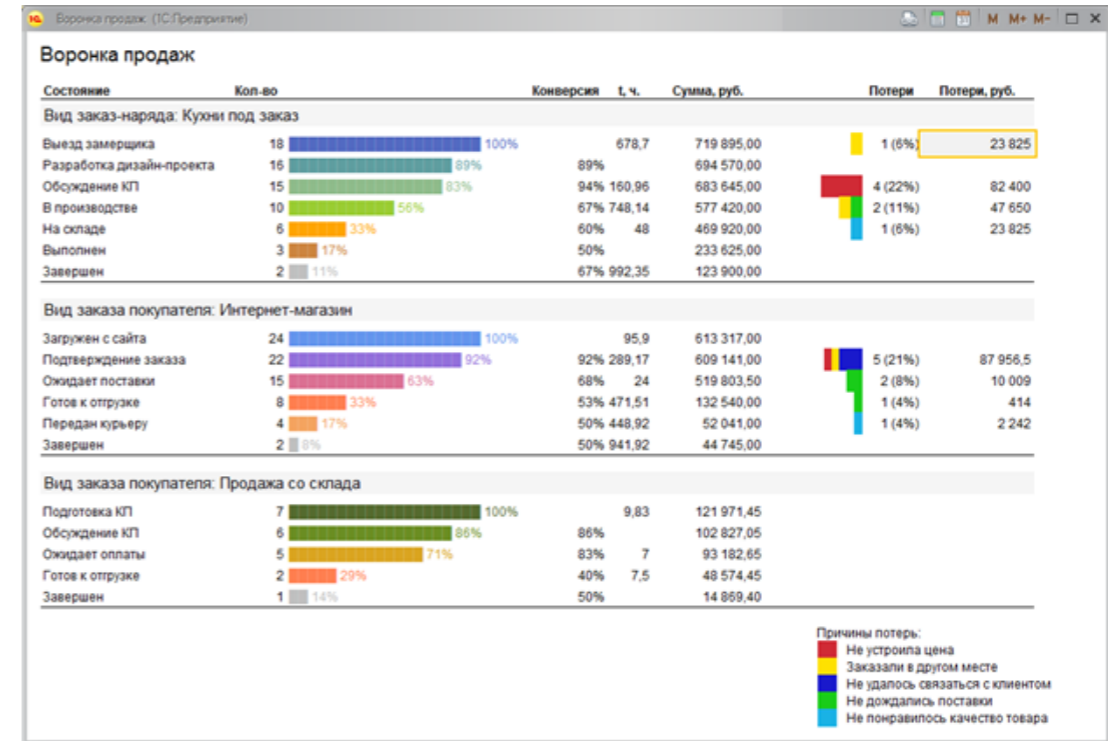 Воронка продаж (1С:Предприятие) M M+ M-
Воронка продаж
Состояние Кол-во Конверсия t, ч. Сумма, руб. Потери Потери, руб.
Вид заказ-наряда: Кухни под заказ
Выезд замерщика 18 100% 678,7 719 895,00 1 (6%) 23 825
Разработка дизайн-проекта 16 89% 89% 694 570,00
Обсуждение КП 15 83% 94% 160,96 683 645,00 4 (22%) 82 400
В производстве 10 56% 67% 748,14 577 420,00 2 (11%) 47 650
На складе 6 33% 60% 48 469 920,00 1 (6%) 23 825
Выполнен 3 17% 50% 233 625,00
Завершен 2 11% 67% 992,35 123 900,00
Вид заказа покупателя: Интернет-магазин
Загружен с сайта 24 100% 95,9 613 317,00
Подтверждение заказа 22 92% 92% 289,17 609 141,00 5 (21%) 87 956,5
Ожидает поставки 15 63% 68% 24 519 803,50 2 (8%) 10 009
Готов к отгрузке 8 33% 53% 471,51 132 540,00 1 (4%) 414
Передан курьеру 4 17% 50% 448,92 52 041,00 1 (4%) 2 242
Завершен 2 8% 50% 941,92 44 745,00
Вид заказа покупателя: Продажа со склада
Подготовка КП 7 100% 9,83 121 971,45
Обсуждение КП 6 86% 86% 102 827,05
Ожидает оплаты 5 71% 83% 7 93 182,65
Готов к отгрузке 2 29% 40% 7,5 48 574,45
Завершен 1 14% 50% 14 869,40
Причины потерь:
Не устроила цена
Заказали в другом месте
Не удалось связаться с клиентом
Не дождались поставки
Не понравилось качество товара